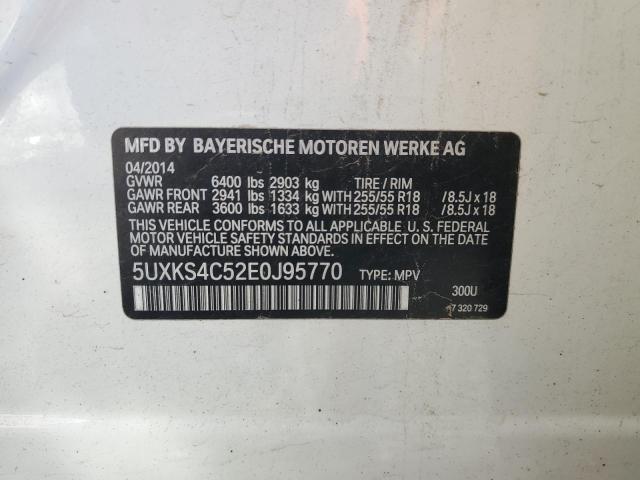 MFD BY BAYERISCHE MOTOREN WERKE AG
04/2014
GVWR 6400 lbs 2903 kg TIRE / RIM
GAWR FRONT 2941 lbs 1334 kg WITH 255/55 R18 / 8.5J x 18
GAWR REAR 3600 lbs 1633 kg WITH 255/55 R18 / 8.5J x 18
THIS VEHICLE CONFORMS TO ALL APPLICABLE U. S. FEDERAL
MOTOR VEHICLE SAFETY STANDARDS IN EFFECT ON THE DATE
OF MANUFACTURE SHOWN ABOVE.
5UXKS4C52E0J95770 TYPE: MPV
300U
7 320 729